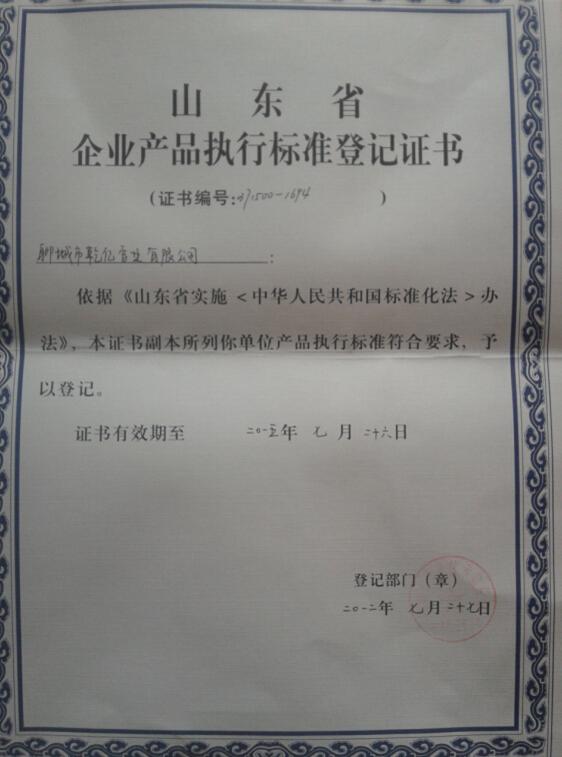 山东省
企业产品执行标准登记证书
（证书编号：371500-1694）
聊城市乾亿管业有限公司：
依据《山东省实施<中华人民共和国标准化法>办
法》，本证书副本所列你单位产品执行标准符合要求，予
以登记。
证书有效期至 二〇一五年 七月 二十六日
登记部门（章）
二〇一二年 七月 二十七日